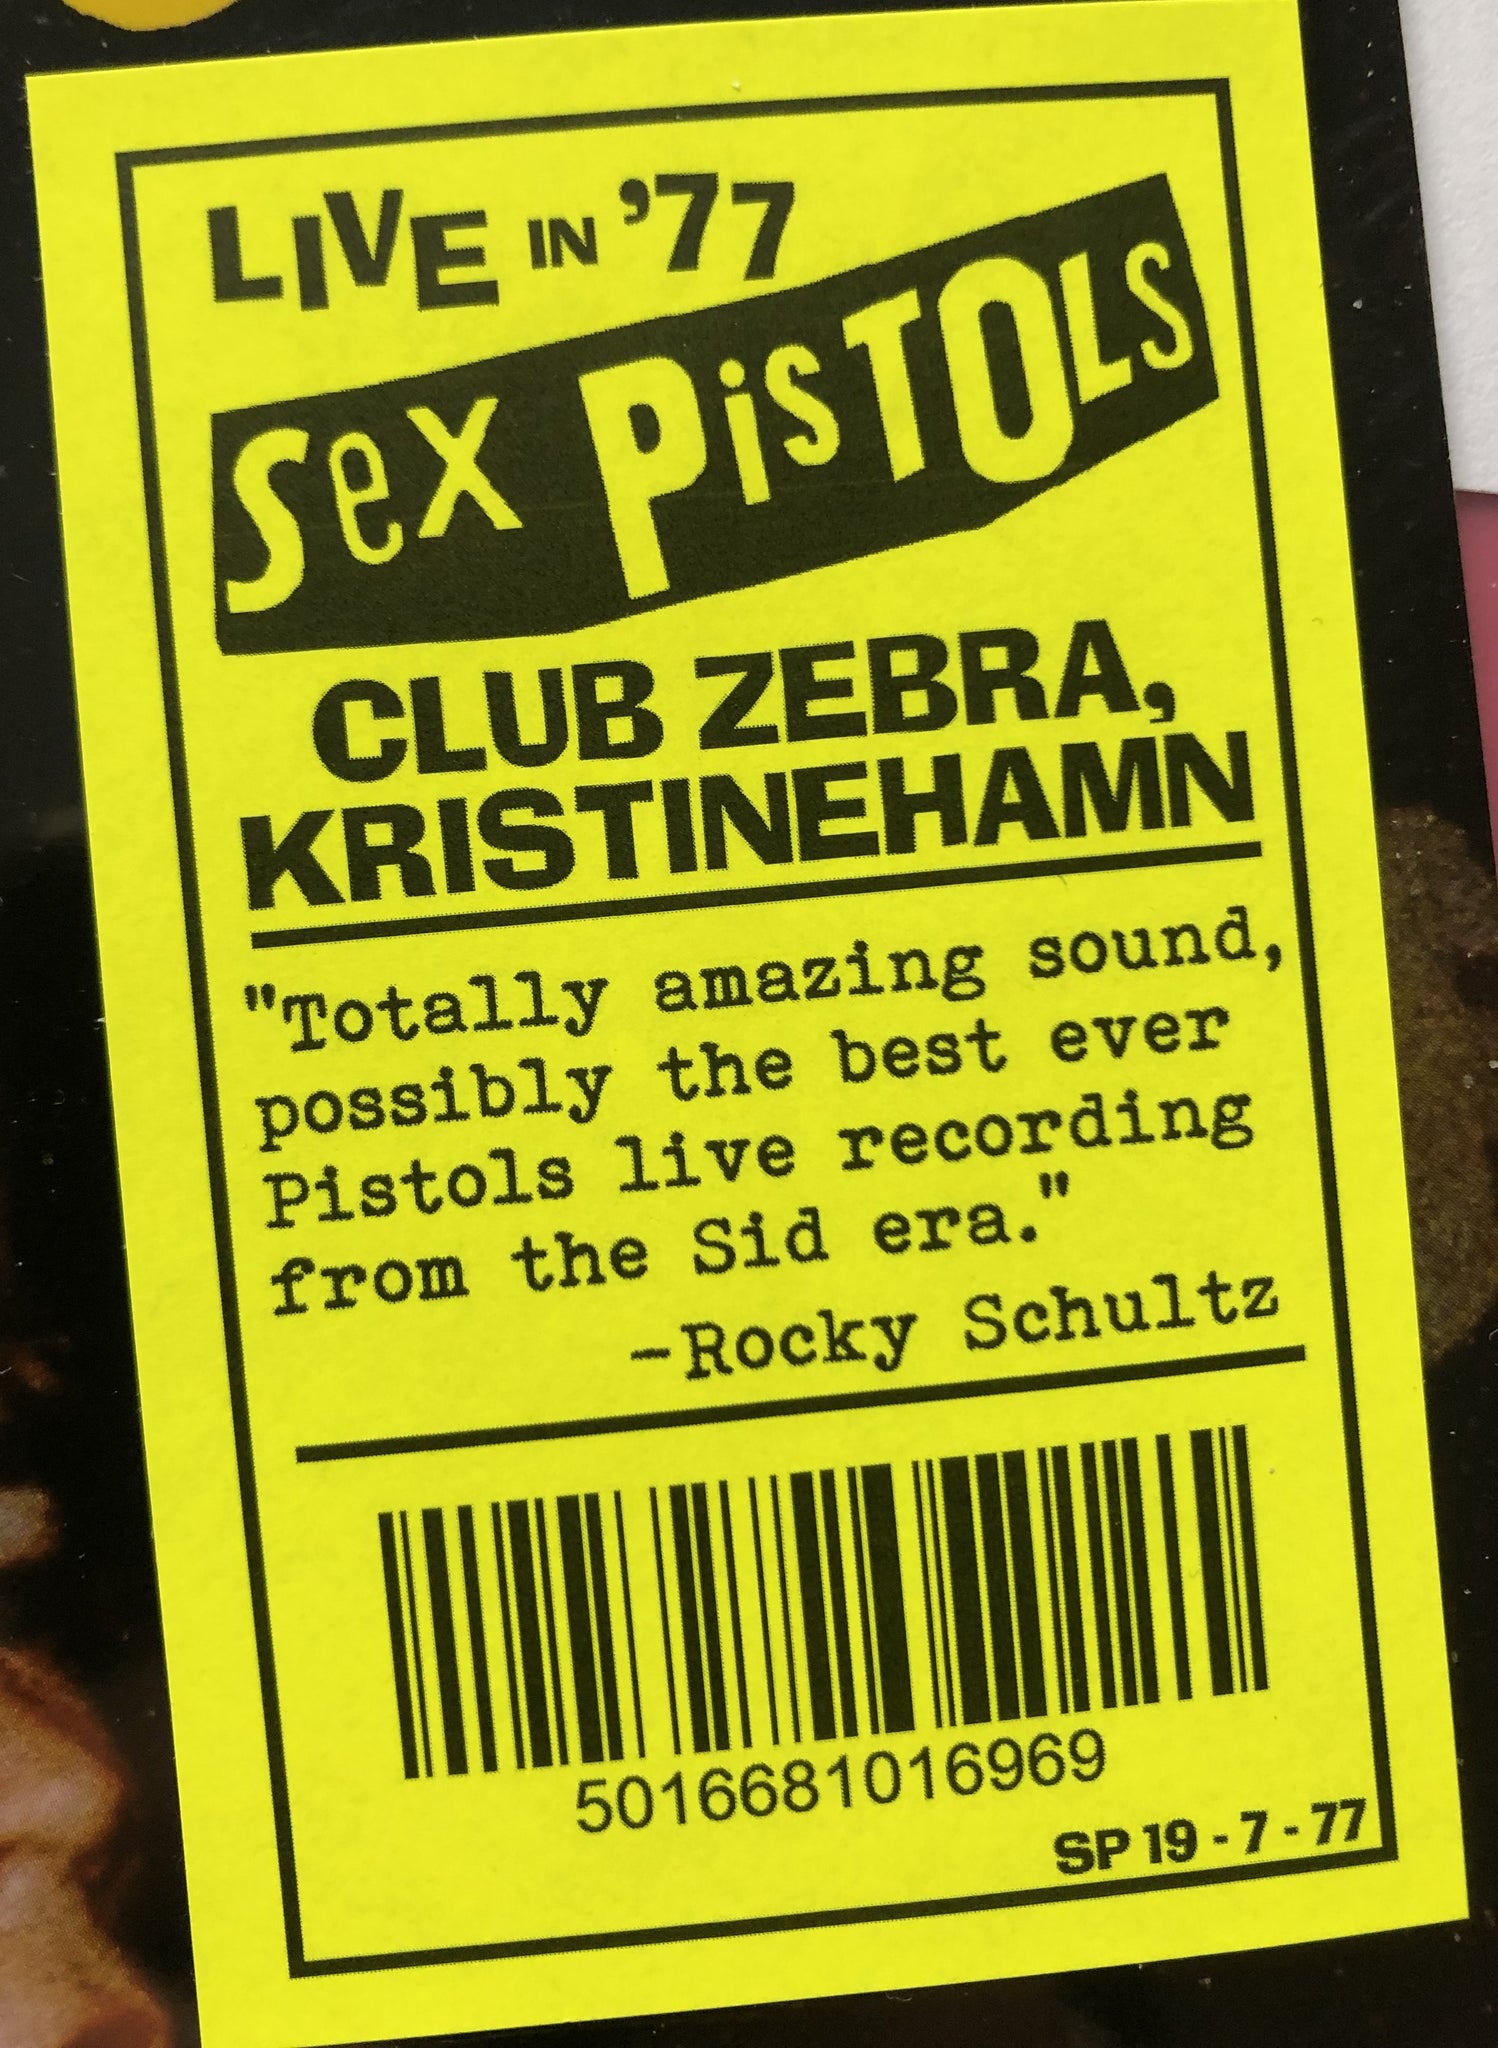 LIVE IN '77
Sex PiSTOLS
CLUB ZEBRA,
KRISTINEHAMN
"Totally amazing sound,
possibly the best ever
Pistols live recording
from the Sid era."
-Rocky Schultz
5016681016969
SP 19 - 7 - 77